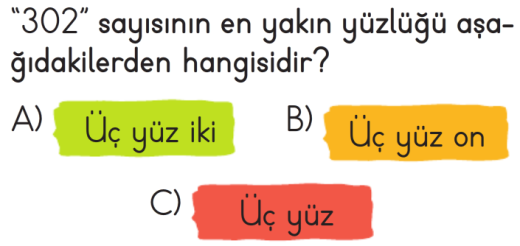 “302” sayısının en yakın yüzlüğü aşa-
ğıdakilerden hangisidir?
A) Üç yüz iki B) Üç yüz on
C) Üç yüz